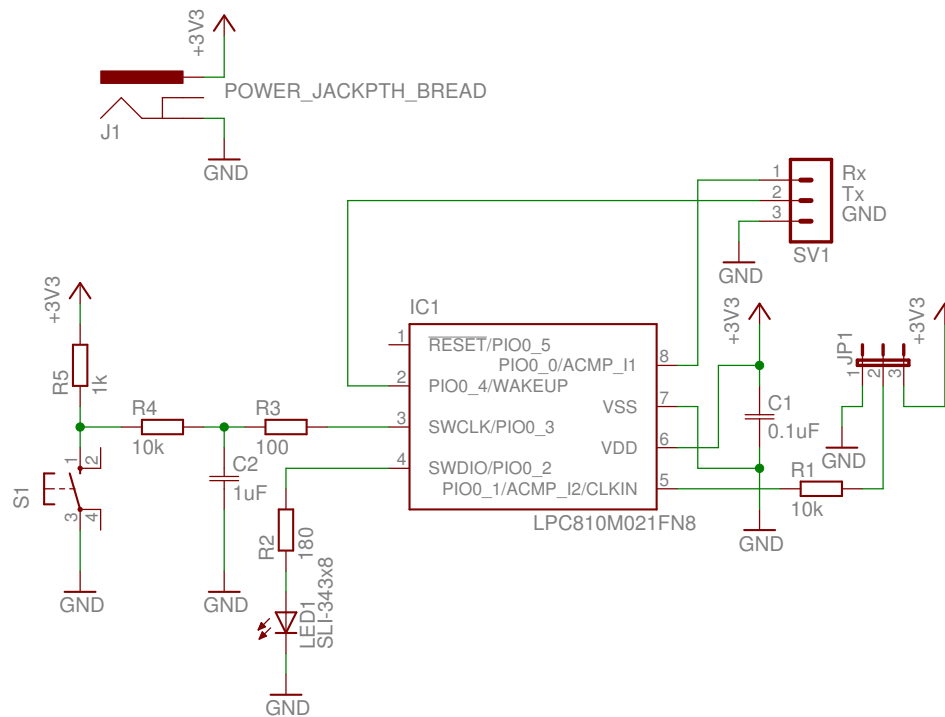 +3V3
POWER_JACKPTH_BREAD
J1
GND
1 Rx
2 Tx
3 GND
SV1
GND
+3V3
R5
1k
R4
10k
R3
100
C2
1uF
S1
1
2
3
4
GND
GND
IC1
1 RESET/PIO0_5
PIO0_0/ACMP_I1 8
2 PIO0_4/WAKEUP
VSS 7
3 SWCLK/PIO0_3
VDD 6
4 SWDIO/PIO0_2
PIO0_1/ACMP_I2/CLKIN 5
LPC810M021FN8
R2
180
LED1
SLI-343x8
GND
+3V3
C1
0.1uF
GND
JP1
1
2
3
+3V3
GND
R1
10k